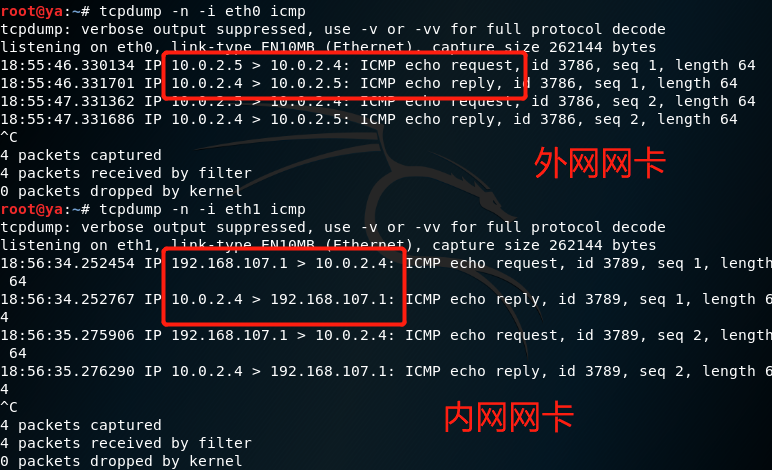 root@ya:~# tcpdump -n -i eth0 icmp
tcpdump: verbose output suppressed, use -v or -vv for full protocol decode
listening on eth0, link-type EN10MB (Ethernet), capture size 262144 bytes
18:55:46.330134 IP 10.0.2.5 > 10.0.2.4: ICMP echo request, id 3786, seq 1, length 64
18:55:46.331701 IP 10.0.2.4 > 10.0.2.5: ICMP echo reply, id 3786, seq 1, length 64
18:55:47.331362 IP 10.0.2.5 > 10.0.2.4: ICMP echo request, id 3786, seq 2, length 64
18:55:47.331686 IP 10.0.2.4 > 10.0.2.5: ICMP echo reply, id 3786, seq 2, length 64
^C
4 packets captured
4 packets received by filter
0 packets dropped by kernel
外网网卡
root@ya:~# tcpdump -n -i eth1 icmp
tcpdump: verbose output suppressed, use -v or -vv for full protocol decode
listening on eth1, link-type EN10MB (Ethernet), capture size 262144 bytes
18:56:34.252454 IP 192.168.107.1 > 10.0.2.4: ICMP echo request, id 3789, seq 1, length
64
18:56:34.252767 IP 10.0.2.4 > 192.168.107.1: ICMP echo reply, id 3789, seq 1, length 6
4
18:56:35.275906 IP 192.168.107.1 > 10.0.2.4: ICMP echo request, id 3789, seq 2, length
64
18:56:35.276290 IP 10.0.2.4 > 192.168.107.1: ICMP echo reply, id 3789, seq 2, length 6
4
^C
4 packets captured
4 packets received by filter
0 packets dropped by kernel
内网网卡